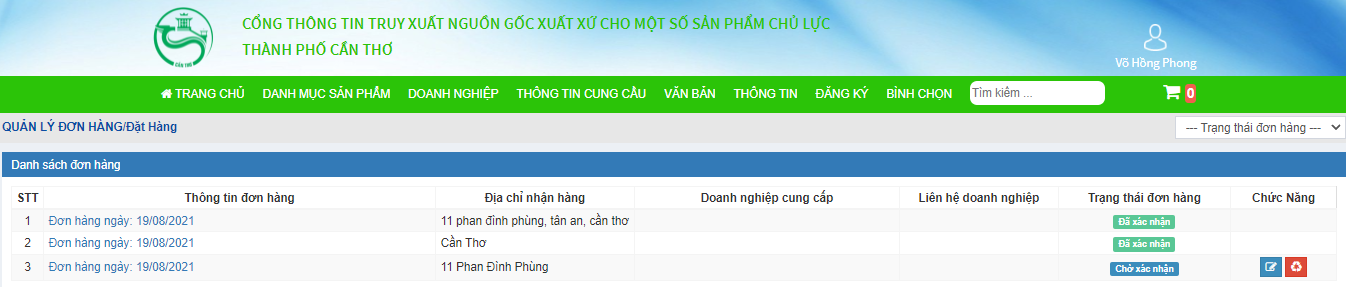 CỔNG THÔNG TIN TRUY XUẤT NGUỒN GỐC XUẤT XỨ CHO MỘT SỐ SẢN PHẨM CHỦ LỰC
THÀNH PHỐ CẦN THƠ
CẦN THƠ
Võ Hồng Phong
TRANG CHỦ DANH MỤC SẢN PHẨM DOANH NGHIỆP THÔNG TIN CUNG CẦU VĂN BẢN THÔNG TIN ĐĂNG KÝ BÌNH CHỌN Tìm kiếm ... 0
QUẢN LÝ ĐƠN HÀNG/Đặt Hàng --- Trạng thái đơn hàng ---
Danh sách đơn hàng
STT Thông tin đơn hàng Địa chỉ nhận hàng Doanh nghiệp cung cấp Liên hệ doanh nghiệp Trạng thái đơn hàng Chức Năng
1 Đơn hàng ngày: 19/08/2021 11 phan đình phùng, tân an, cần thơ Đã xác nhận
2 Đơn hàng ngày: 19/08/2021 Cần Thơ Đã xác nhận
3 Đơn hàng ngày: 19/08/2021 11 Phan Đình Phùng Chờ xác nhận